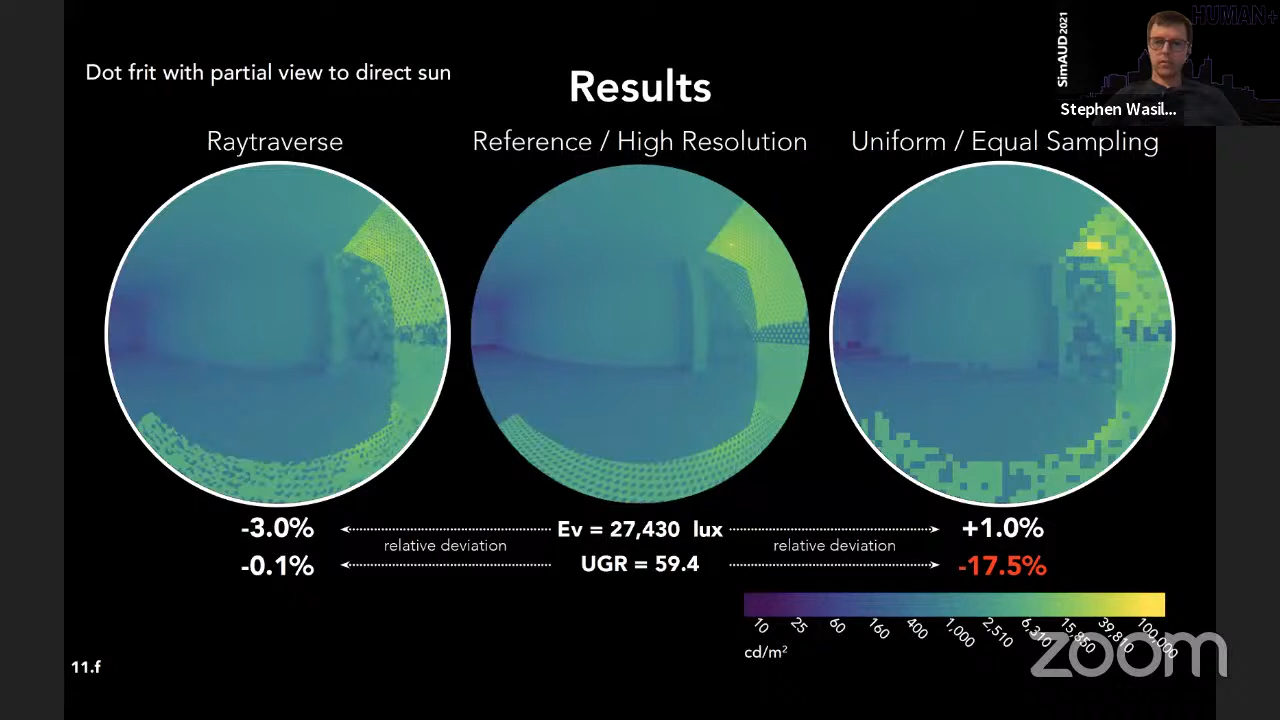 HUMAN+
SimAUD2021
Stephen Wasil...
Dot frit with partial view to direct sun
Results
Raytraverse
Reference / High Resolution
Uniform / Equal Sampling
-3.0%
Ev = 27,430 lux
+1.0%
relative deviation
relative deviation
-0.1%
UGR = 59.4
-17.5%
10 25 60 160 400 1,000 2,510 6,310 15,850 39,810 100,000
cd/m²
zoom
11.f